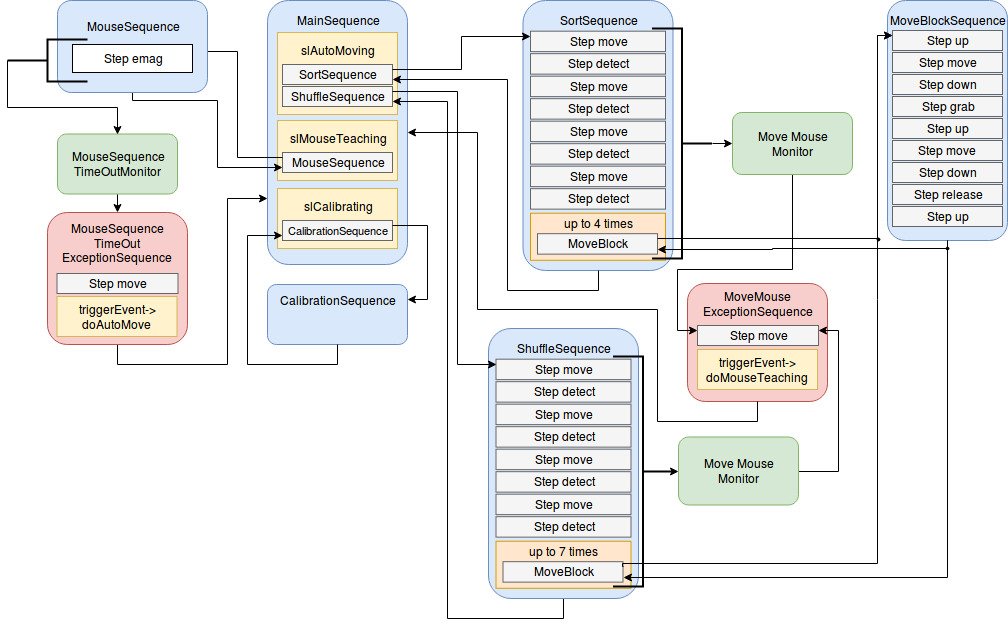 MouseSequence
Step emag
MouseSequence
TimeOutMonitor
MouseSequence
TimeOut
ExceptionSequence
Step move
triggerEvent->
doAutoMove
MainSequence
slAutoMoving
SortSequence
ShuffleSequence
slMouseTeaching
MouseSequence
slCalibrating
CalibrationSequence
CalibrationSequence
SortSequence
Step move
Step detect
Step move
Step detect
Step move
Step detect
Step move
Step detect
up to 4 times
MoveBlock
ShuffleSequence
Step move
Step detect
Step move
Step detect
Step move
Step detect
Step move
Step detect
up to 7 times
MoveBlock
Move Mouse
Monitor
MoveMouse
ExceptionSequence
Step move
triggerEvent->
doMouseTeaching
Move Mouse
Monitor
MoveBlockSequence
Step up
Step move
Step down
Step grab
Step up
Step move
Step down
Step release
Step up